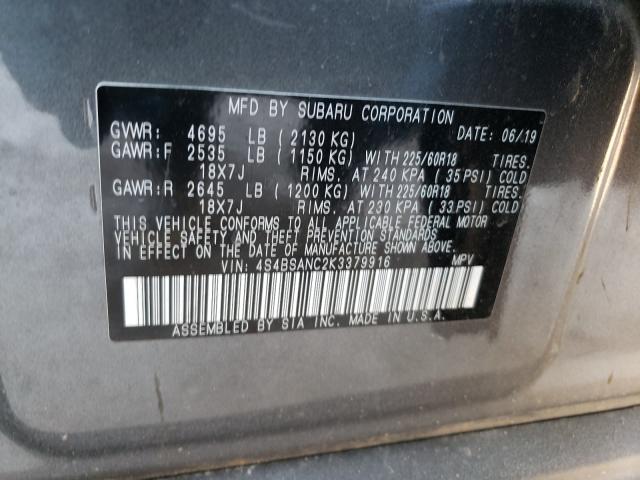 MFD BY SUBARU CORPORATION
GVWR: 4695 LB (2130 KG) DATE: 06/19
GAWR:F 2535 LB (1150 KG) WITH 225/60R18 TIRES.
18X7J RIMS. AT 240 KPA (35 PSI) COLD
GAWR:R 2645 LB (1200 KG) WITH 225/60R18 TIRES.
18X7J RIMS. AT 230 KPA (33 PSI) COLD
THIS VEHICLE CONFORMS TO ALL APPLICABLE FEDERAL MOTOR
VEHICLE SAFETY AND THEFT PREVENTION STANDARDS
IN EFFECT ON THE DATE OF MANUFACTURE SHOWN ABOVE.
VIN: 4S4BSANC2K3379916 MPV
ASSEMBLED BY SIA INC. MADE IN U.S.A.